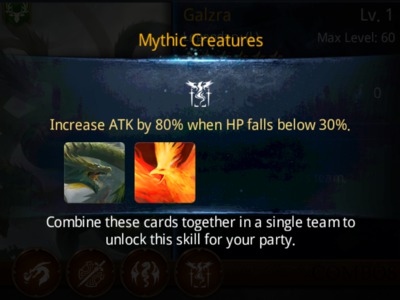 Galzra
Lv. 1
Mythic Creatures
Max Level: 60
0
Increase ATK by 80% when HP falls below 30%.
Combine these cards together in a single team to
unlock this skill for your party.